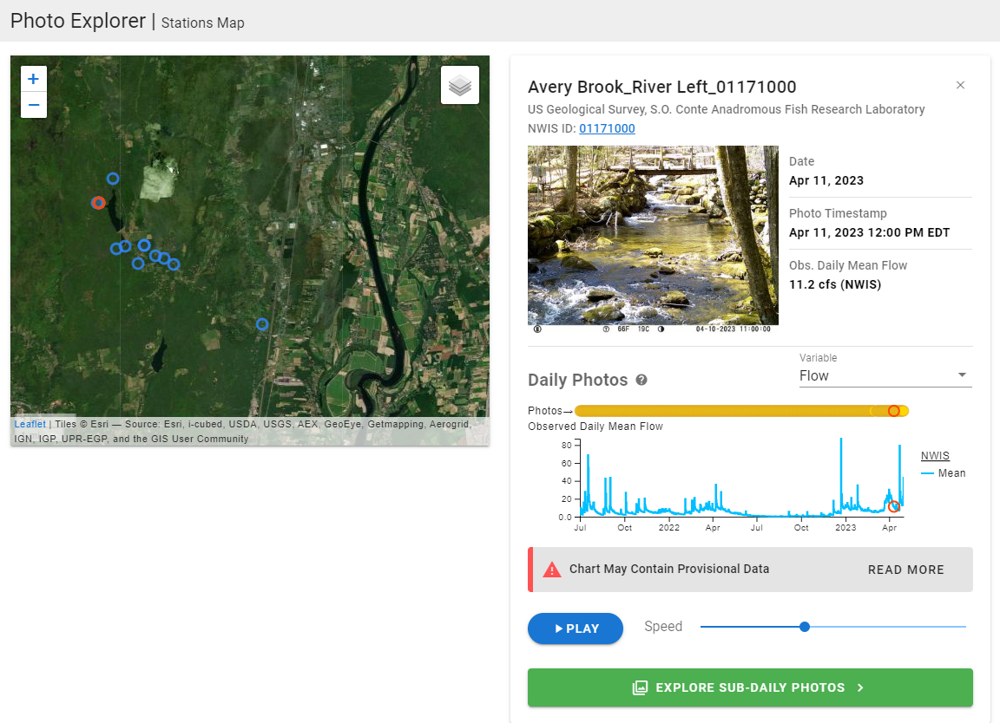 Photo Explorer | Stations Map
+
−
Leaflet | Tiles © Esri — Source: Esri, i-cubed, USDA, USGS, AEX, GeoEye, Getmapping, Aerogrid,
IGN, IGP, UPR-EGP, and the GIS User Community
Avery Brook_River Left_01171000
US Geological Survey, S.O. Conte Anadromous Fish Research Laboratory
NWIS ID: 01171000
66F 19C 04-10-2023 11:00:00
Date
Apr 11, 2023
Photo Timestamp
Apr 11, 2023 12:00 PM EDT
Obs. Daily Mean Flow
11.2 cfs (NWIS)
Daily Photos
Variable
Flow
Photos→
Observed Daily Mean Flow
80
60
40
20
0.0
Jul Oct 2022 Apr Jul Oct 2023 Apr
NWIS
Mean
Chart May Contain Provisional Data READ MORE
PLAY Speed
EXPLORE SUB-DAILY PHOTOS